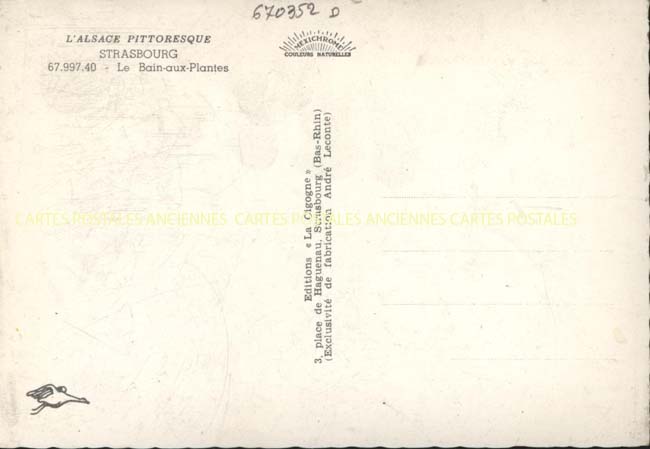 670352 D
L'ALSACE PITTORESQUE
STRASBOURG
67.997.40 - Le Bain-aux-Plantes
MEXICHROME
COULEURS NATURELLES
Editions « La Cigogne »
3, place de Haguenau, Strasbourg (Bas-Rhin)
(Exclusivité de fabrication André Leconte)
CARTES POSTALES ANCIENNES CARTES POSTALES ANCIENNES CARTES POSTALES